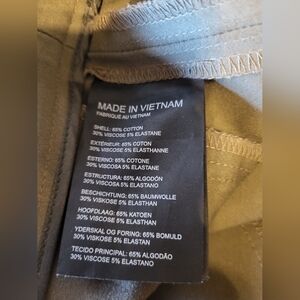 MADE IN VIETNAM
FABRIQUÉ AU VIETNAM
SHELL: 65% COTTON
30% VISCOSE 5% ELASTANE
EXTÉRIEUR: 65% COTON
30% VISCOSE 5% ELASTHANNE
ESTERNO: 65% COTONE
30% VISCOSA 5% ELASTANE
ESTRUCTURA: 65% ALGODÓN
30% VISCOSA 5% ELASTANO
BESCHICHTUNG: 65% BAUMWOLLE
30% VISKOSE 5% ELASTHAN
HOOFDLAAG: 65% KATOEN
30% VISCOSE 5% ELASTHAN
YDERSKAL OG FORING: 65% BOMULD
30% VISKOSE 5% ELASTAN
TECIDO PRINCIPAL: 65% ALGODÃO
30% VISCOSE 5% ELASTANO